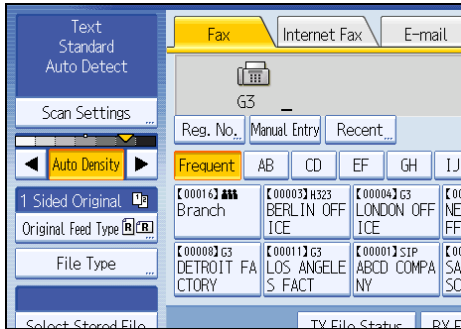 Text
Standard
Auto Detect
Scan Settings
Auto Density
1 Sided Original
Original Feed Type
File Type
Select Stored File
Fax
Internet Fax
E-mail
G3 _
Reg. No.
Manual Entry
Recent
Frequent
AB
CD
EF
GH
IJ
【00016】
Branch
【00003】H323
BERLIN OFF
ICE
【00004】G3
LONDON OFF
ICE
【00008】G3
DETROIT FA
CTORY
【00011】G3
LOS ANGELE
S FACT
【00001】SIP
ABCD COMPA
NY
TX File Status